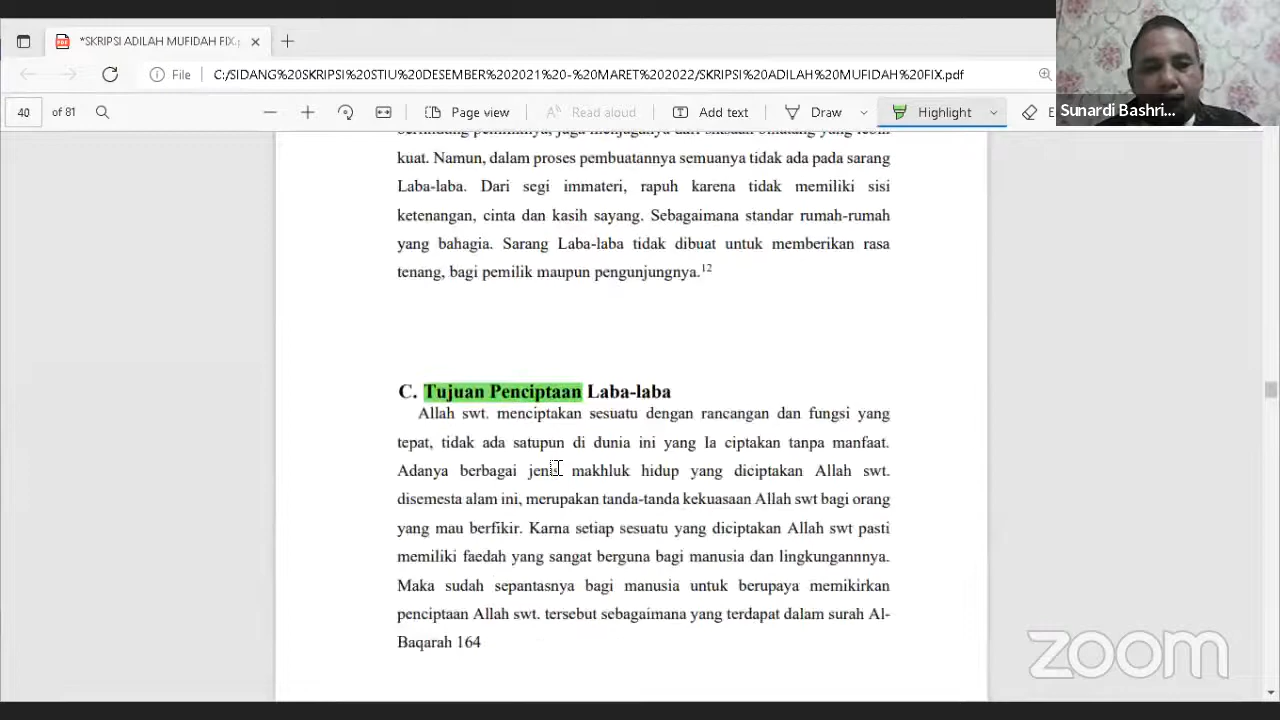 *SKRIPSI ADILAH MUFIDAH FIX.
File C:/SIDANG%20SKRIPSI%20STIU%20DESEMBER%202021%20-%20MARET%202022/SKRIPSI%20ADILAH%20MUFIDAH%20FIX.pdf
Sunardi Bashri...
40 of 81 Page view Read aloud Add text Draw Highlight
kuat. Namun, dalam proses pembuatannya semuanya tidak ada pada sarang
Laba-laba. Dari segi immateri, rapuh karena tidak memiliki sisi
ketenangan, cinta dan kasih sayang. Sebagaimana standar rumah-rumah
yang bahagia. Sarang Laba-laba tidak dibuat untuk memberikan rasa
tenang, bagi pemilik maupun pengunjungnya.12
C. Tujuan Penciptaan Laba-laba
Allah swt. menciptakan sesuatu dengan rancangan dan fungsi yang
tepat, tidak ada satupun di dunia ini yang Ia ciptakan tanpa manfaat.
Adanya berbagai jenis makhluk hidup yang diciptakan Allah swt.
disemesta alam ini, merupakan tanda-tanda kekuasaan Allah swt bagi orang
yang mau berfikir. Karna setiap sesuatu yang diciptakan Allah swt pasti
memiliki faedah yang sangat berguna bagi manusia dan lingkungannnya.
Maka sudah sepantasnya bagi manusia untuk berupaya memikirkan
penciptaan Allah swt. tersebut sebagaimana yang terdapat dalam surah Al-
Baqarah 164
zoom